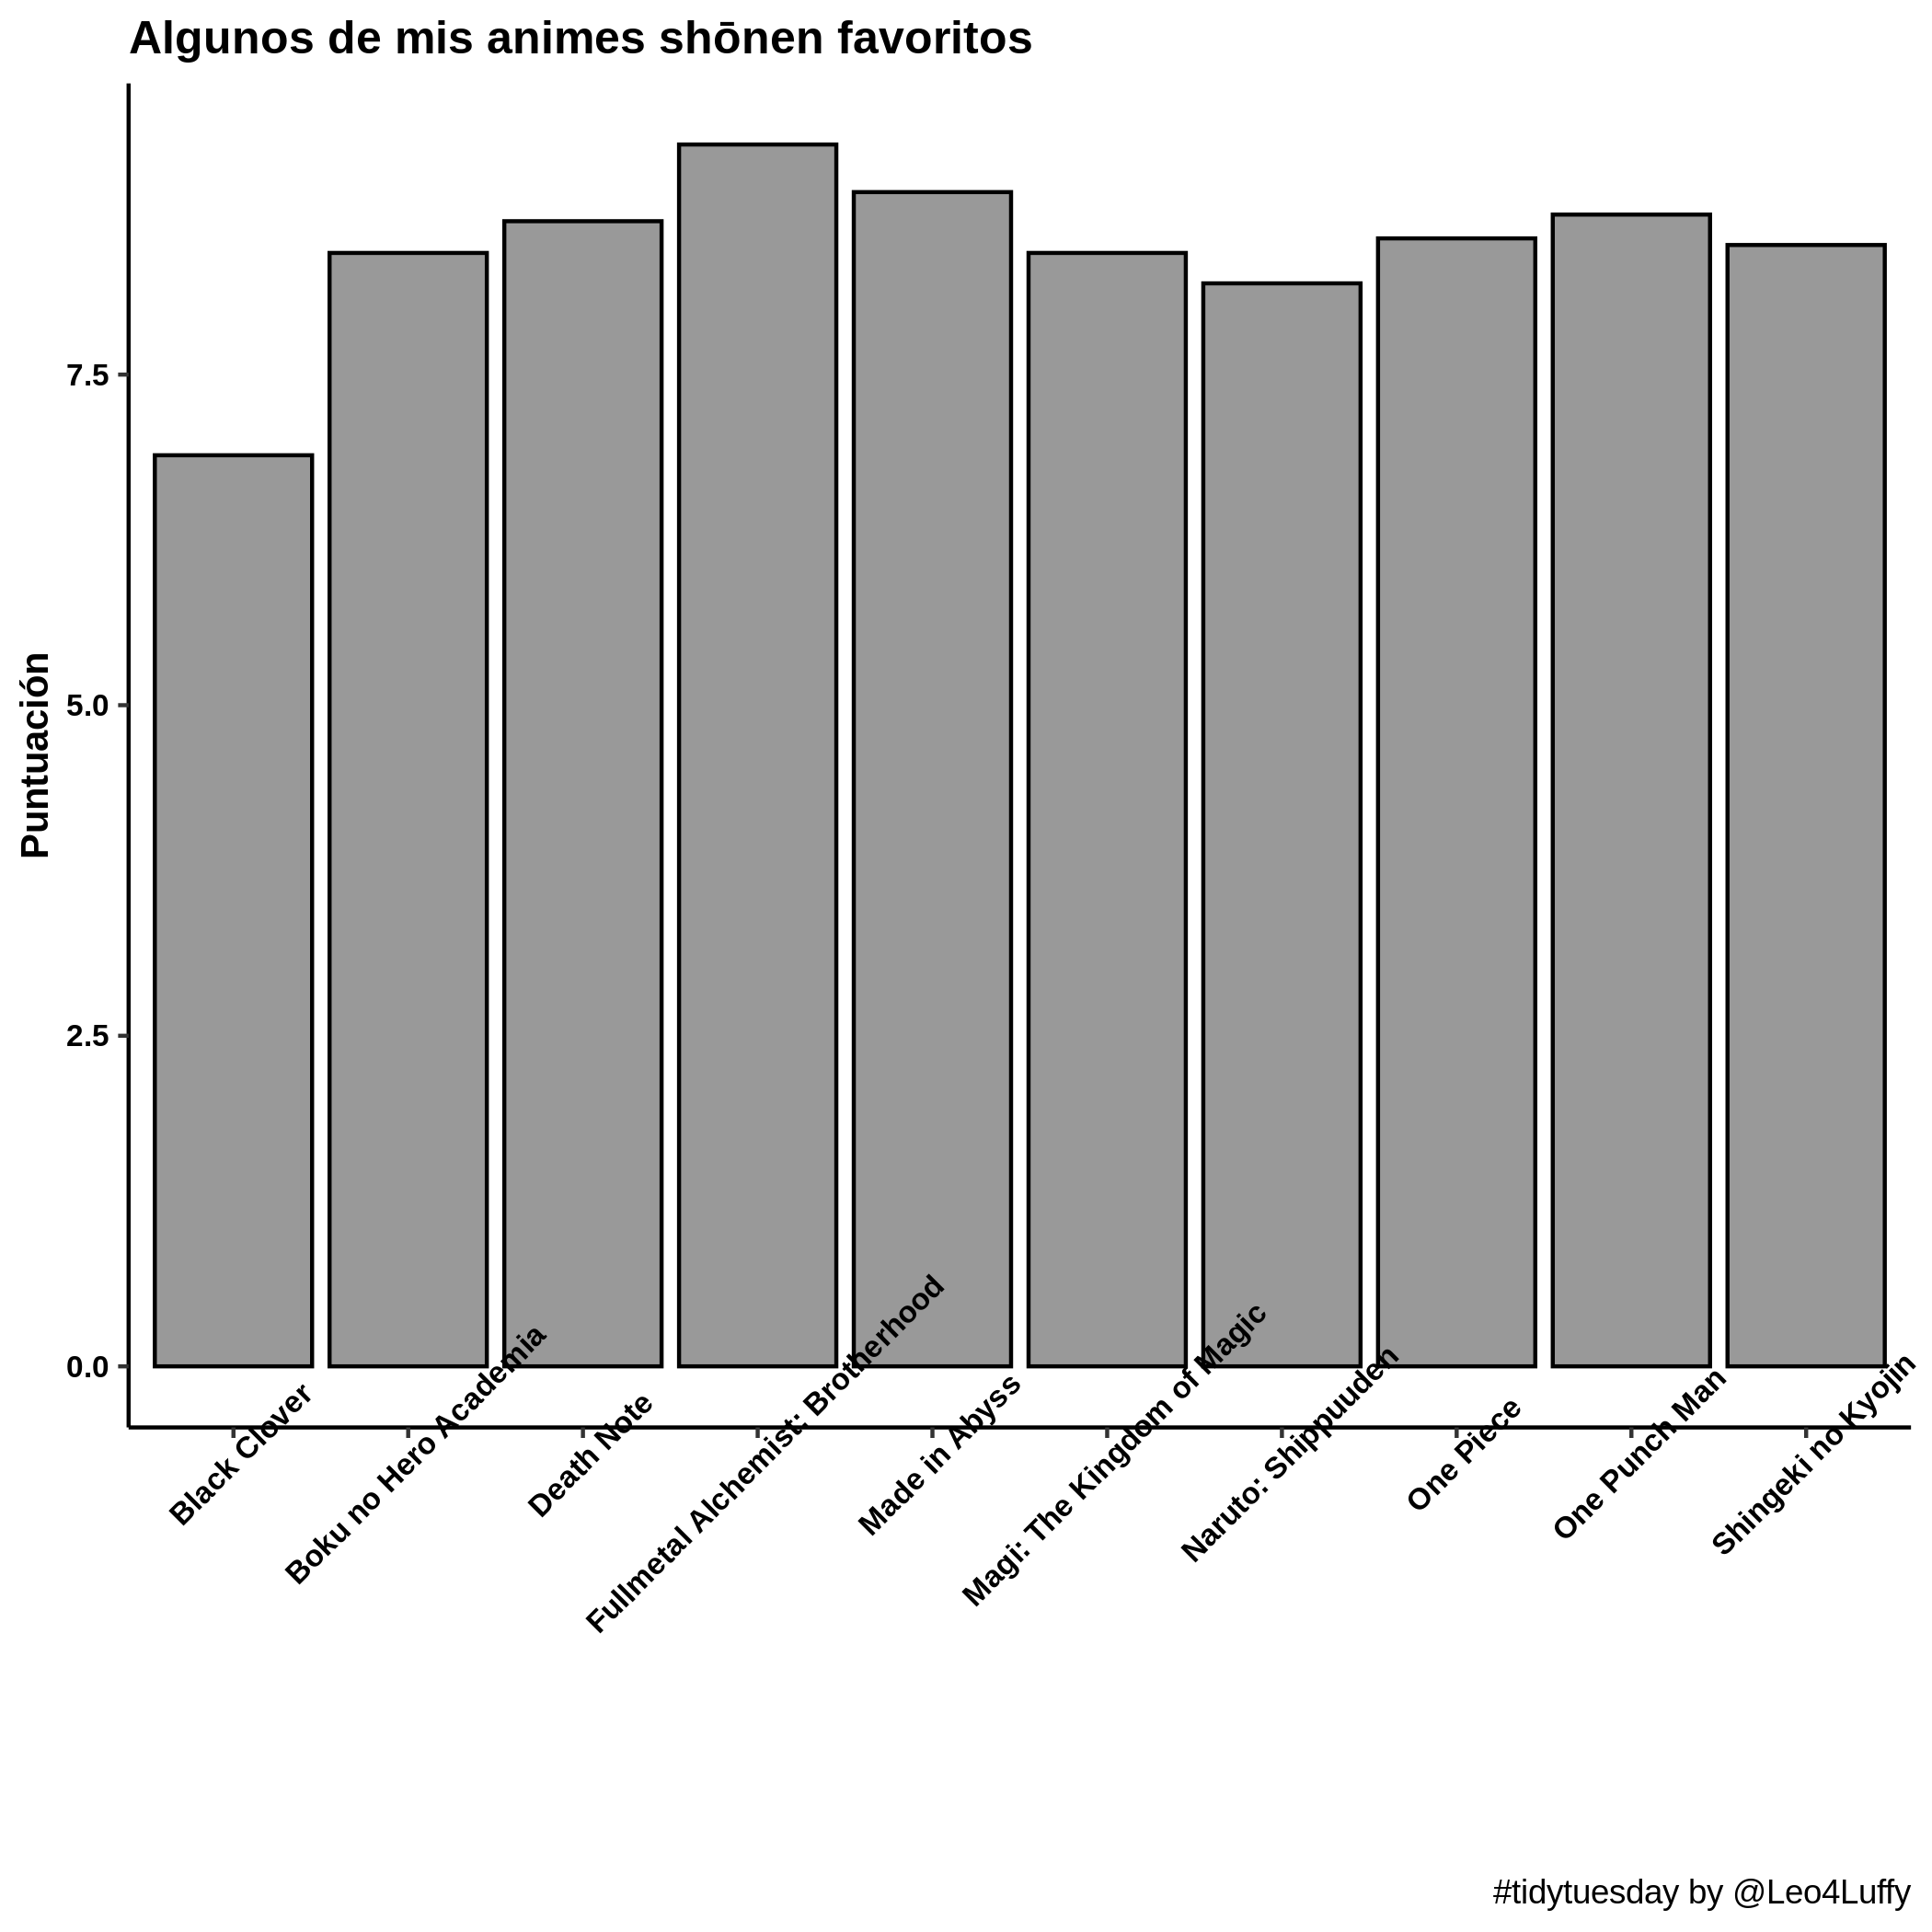 Algunos de mis animes shōnen favoritos
Puntuación
7.5
5.0
2.5
0.0
Black Clover
Boku no Hero Academia
Death Note
Fullmetal Alchemist: Brotherhood
Made in Abyss
Magi: The Kingdom of Magic
Naruto: Shippuuden
One Piece
One Punch Man
Shingeki no Kyojin
#tidytuesday by @Leo4Luffy